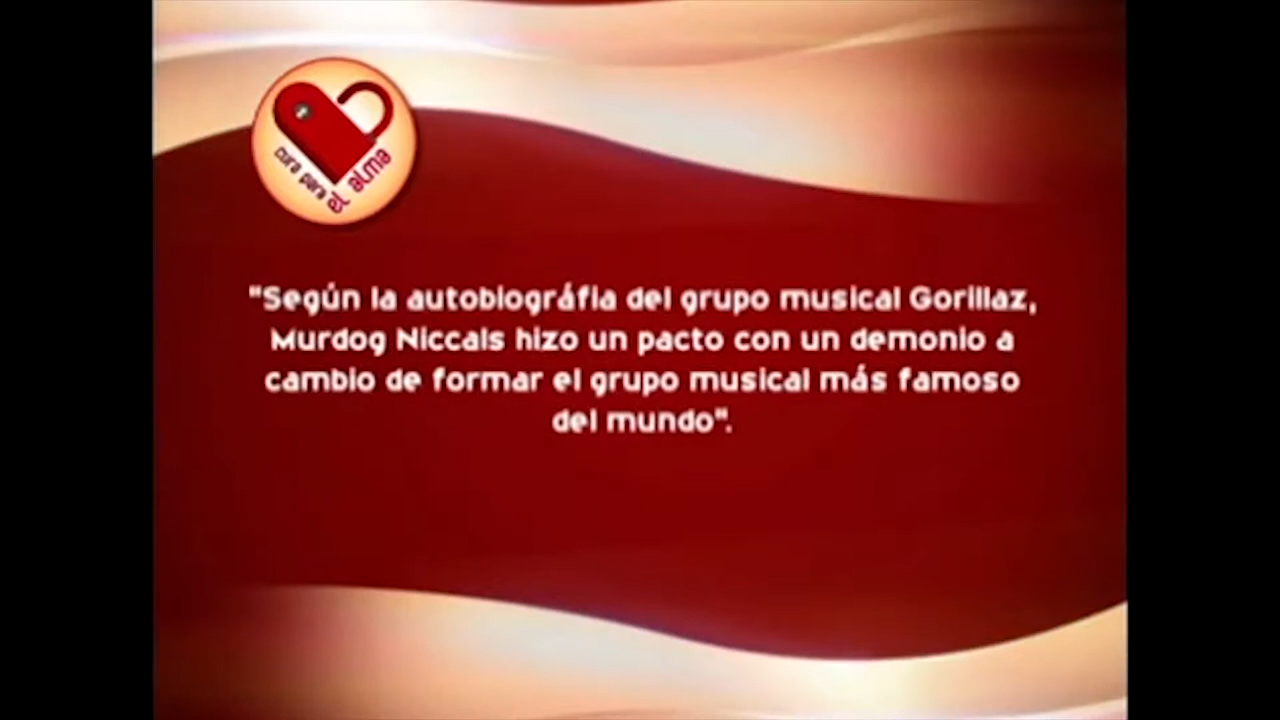 cura para
EL ALMA
"Según la autobiográfia del grupo musical Gorillaz,
Murdog Niccals hizo un pacto con un demonio a
cambio de formar el grupo musical más famoso
del mundo".